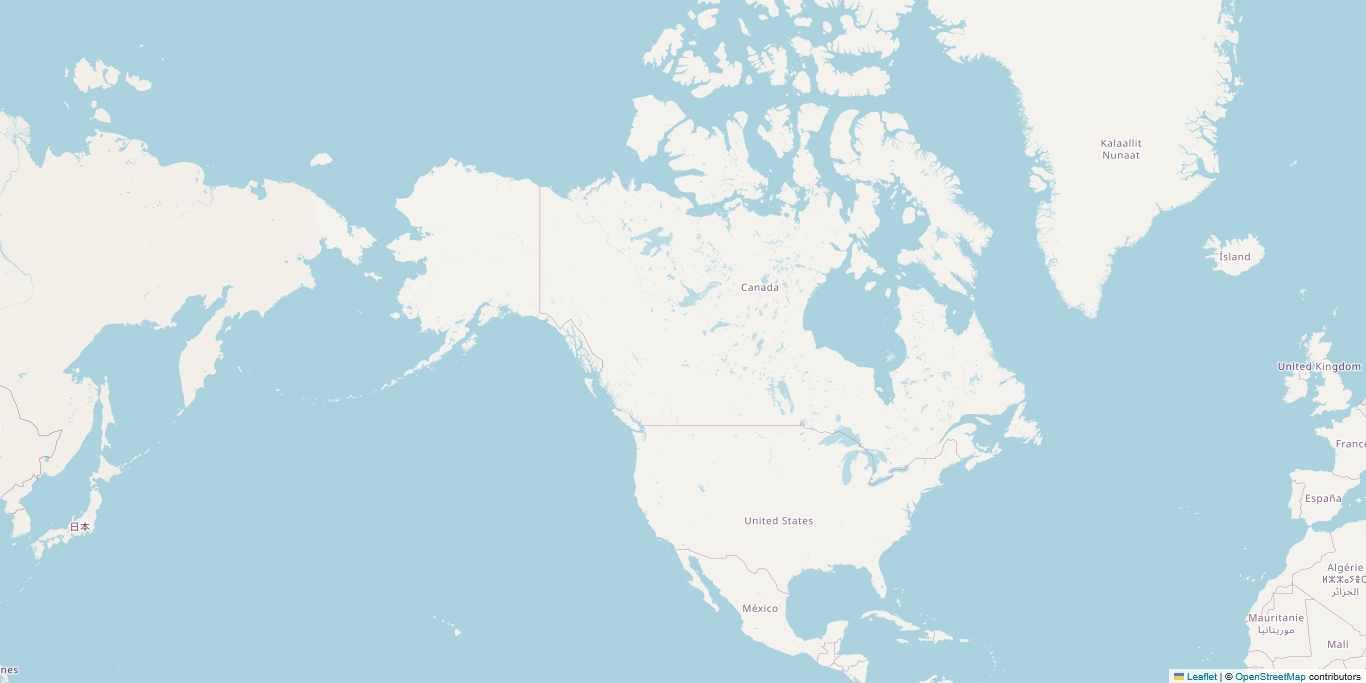 Kalaallit
Nunaat
Ísland
Canada
United Kingdom
France
España
United States
日本
Algérie
الجزائر
México
Mauritanie
موريتانيا
Mali
nes
Leaflet | © OpenStreetMap contributors